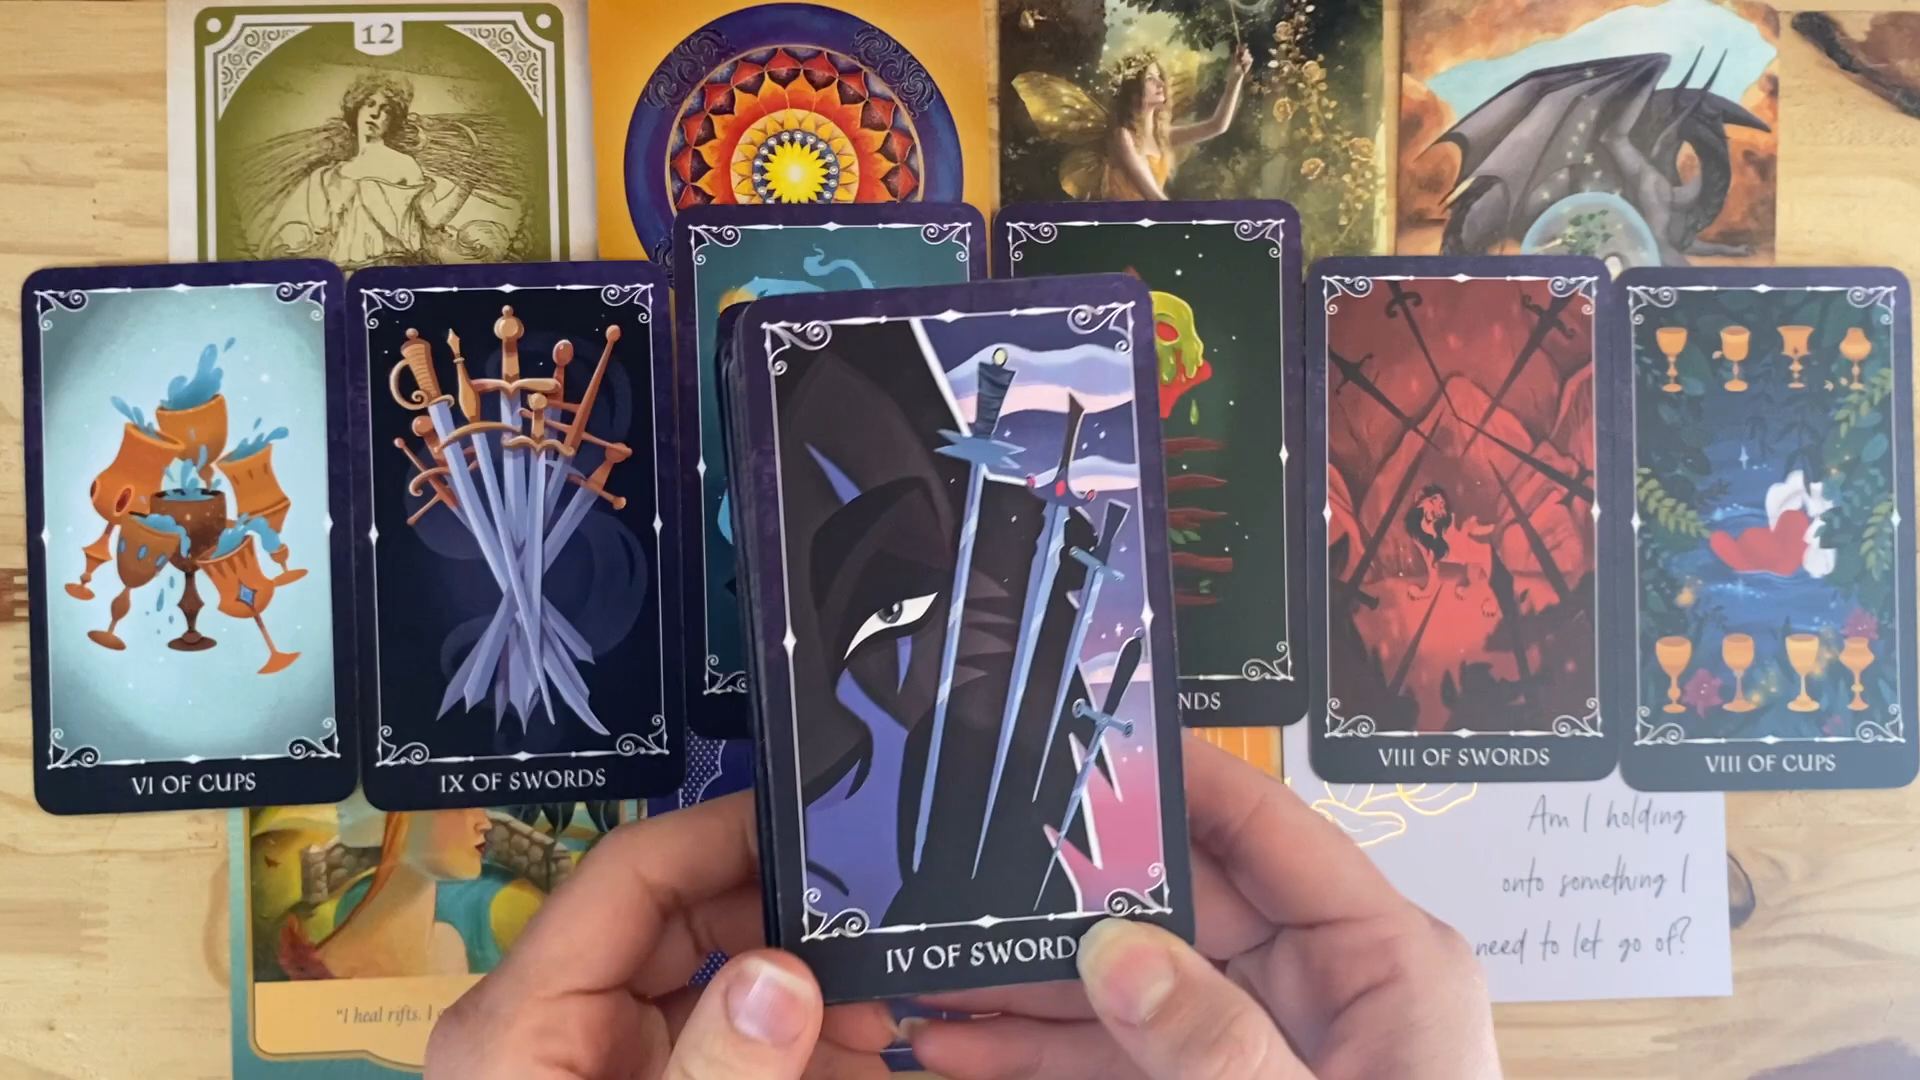 12
VI OF CUPS
IX OF SWORDS
IV OF SWORDS
NDS
VIII OF SWORDS
VIII OF CUPS
Am I holding
onto something I
need to let go of?
"I heal rifts. I